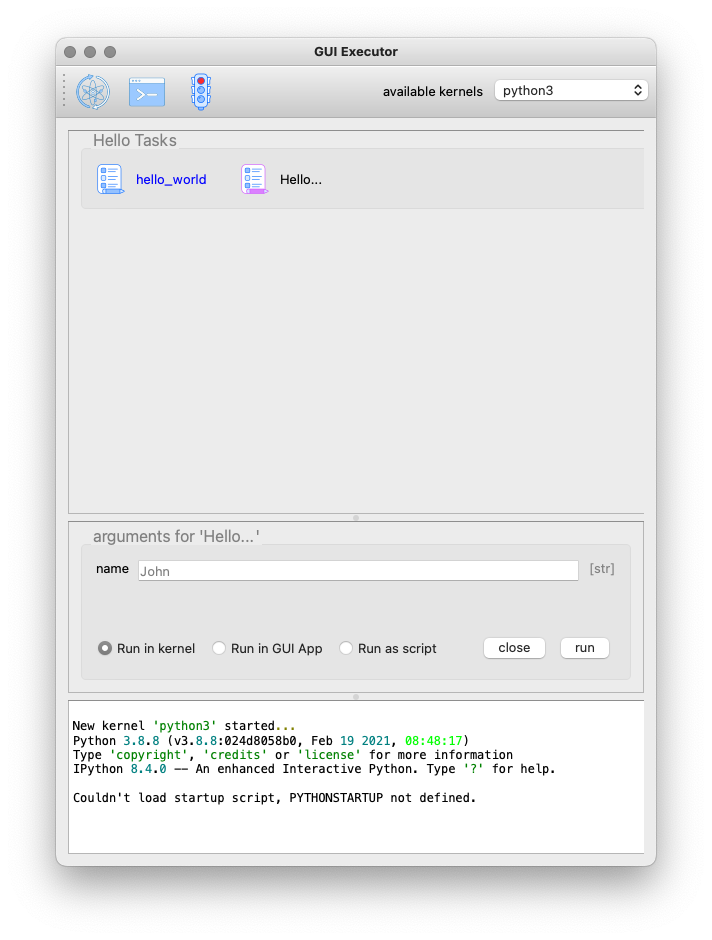 GUI Executor
available kernels python3
Hello Tasks
hello_world Hello...
arguments for 'Hello...'
name John [str]
Run in kernel Run in GUI App Run as script close run
New kernel 'python3' started...
Python 3.8.8 (v3.8.8:024d8058b0, Feb 19 2021, 08:48:17)
Type 'copyright', 'credits' or 'license' for more information
IPython 8.4.0 -- An enhanced Interactive Python. Type '?' for help.
Couldn't load startup script, PYTHONSTARTUP not defined.